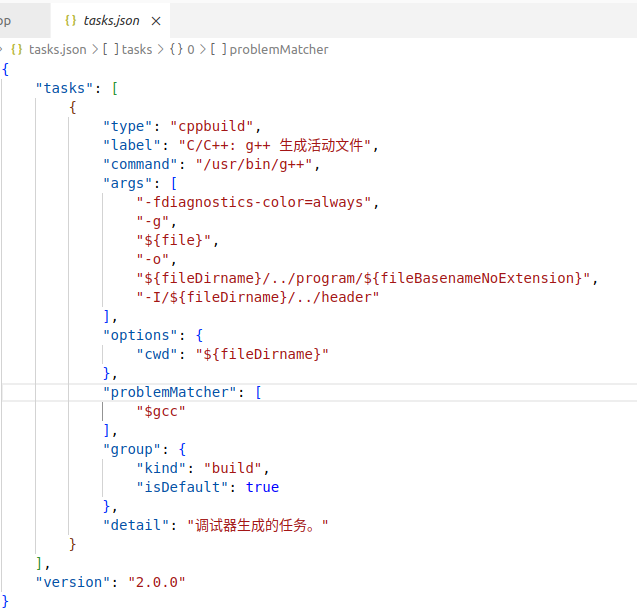 pp {} tasks.json ×
{} tasks.json > [ ] tasks > {} 0 > [ ] problemMatcher
{
    "tasks": [
        {
            "type": "cppbuild",
            "label": "C/C++: g++ 生成活动文件",
            "command": "/usr/bin/g++",
            "args": [
                "-fdiagnostics-color=always",
                "-g",
                "${file}",
                "-o",
                "${fileDirname}/../program/${fileBasenameNoExtension}",
                "-I/${fileDirname}/../header"
            ],
            "options": {
                "cwd": "${fileDirname}"
            },
            "problemMatcher": [
                "$gcc"
            ],
            "group": {
                "kind": "build",
                "isDefault": true
            },
            "detail": "调试器生成的任务。"
        }
    ],
    "version": "2.0.0"
}